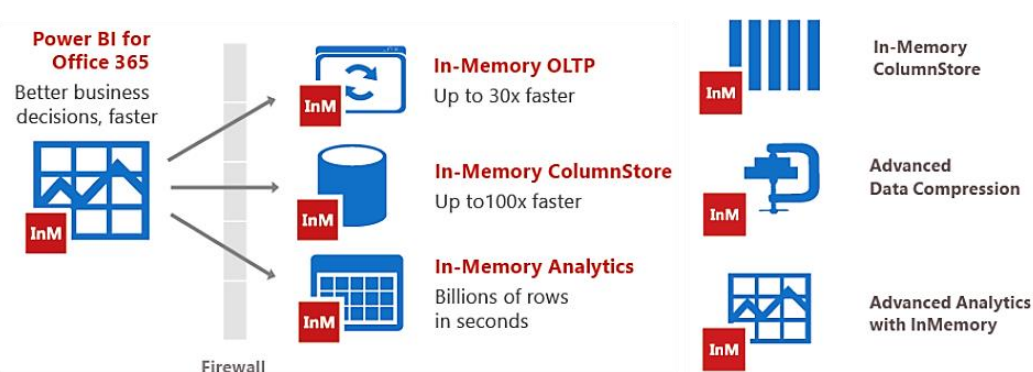 Power BI for
Office 365
Better business
decisions, faster
InM
Firewall
InM
In-Memory OLTP
Up to 30x faster
InM
In-Memory ColumnStore
Up to100x faster
InM
In-Memory Analytics
Billions of rows
in seconds
InM
In-Memory
ColumnStore
InM
Advanced
Data Compression
InM
Advanced Analytics
with InMemory